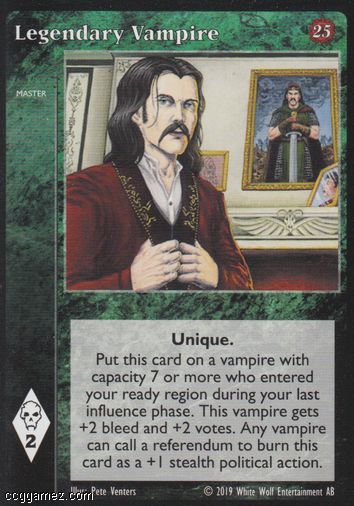 Legendary Vampire
25
MASTER
Unique.
Put this card on a vampire with
capacity 7 or more who entered
your ready region during your last
influence phase. This vampire gets
+2 bleed and +2 votes. Any vampire
can call a referendum to burn this
card as a +1 stealth political action.
2
Illus: Pete Venters
© 2019 White Wolf Entertainment AB
ccggamez.com